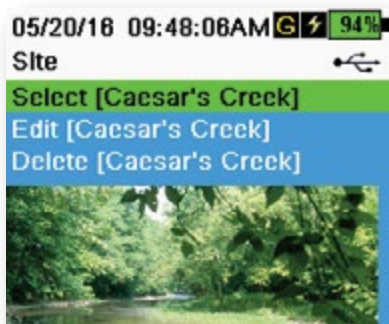 05/20/16 09:48:06AM G 94%
Site
Select [Caesar's Creek]
Edit [Caesar's Creek]
Delete [Caesar's Creek]